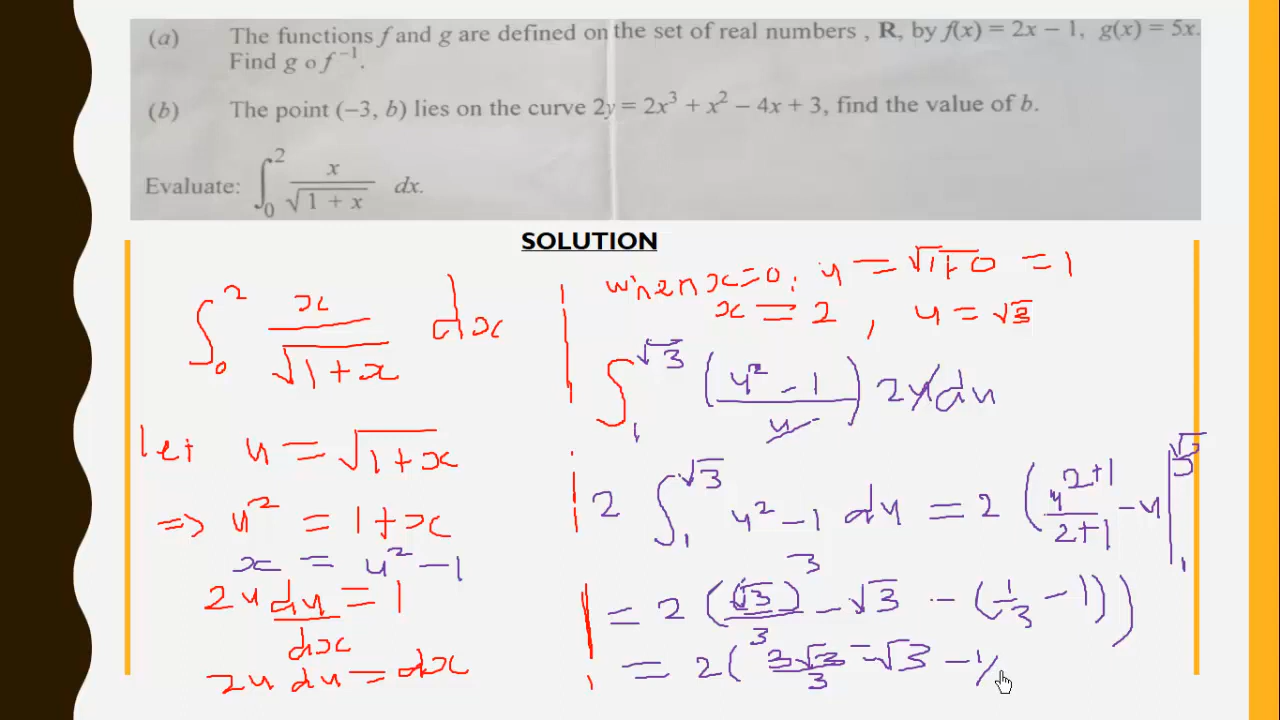 (a) The functions f and g are defined on the set of real numbers , R, by f(x) = 2x − 1, g(x) = 5x.
Find g o f⁻¹.
(b) The point (−3, b) lies on the curve 2y = 2x³ + x² − 4x + 3, find the value of b.
Evaluate: ∫₀² x/√(1 + x) dx.
SOLUTION
∫₀² x/√(1+x) dx
let u = √(1+x)
=> u² = 1+x
x = u² −1
2u du/dx = 1
2u du = dx
when x=0, u = √(1+0) = 1
x = 2, u = √3
∫₁^√3 ((u² − 1)/u) 2u du
2 ∫₁^√3 u² − 1 du = 2 (u^(2+1)/(2+1) − u |₁^√3
= 2 ((√3)³/3 − √3 − (1/3 − 1))
= 2( 3√3/3 − √3 − 1/